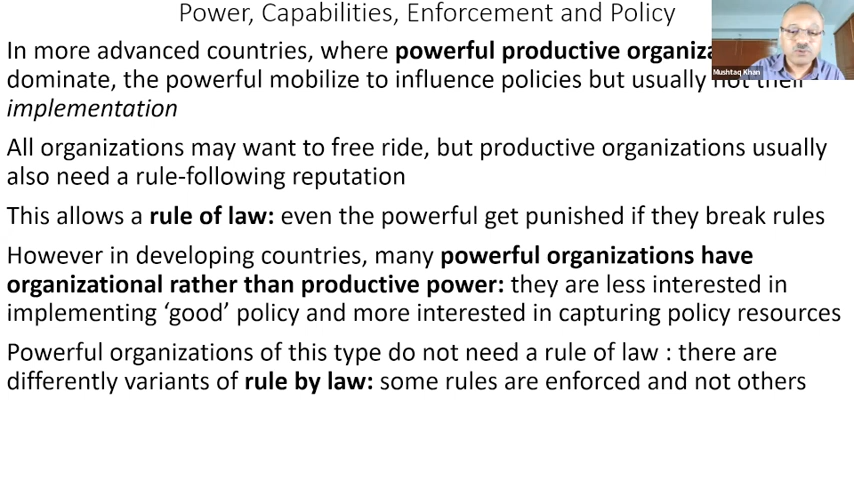 Power, Capabilities, Enforcement and Policy
In more advanced countries, where powerful productive
Mushtaq Khan
dominate, the powerful mobilize to influence policies but usually not their
implementation
All organizations may want to free ride, but productive organizations usually
also need a rule-following reputation
This allows a rule of law: even the powerful get punished if they break rules
However in developing countries, many powerful organizations have
organizational rather than productive power: they are less interested in
implementing ‘good’ policy and more interested in capturing policy resources
Powerful organizations of this type do not need a rule of law : there are
differently variants of rule by law: some rules are enforced and not others